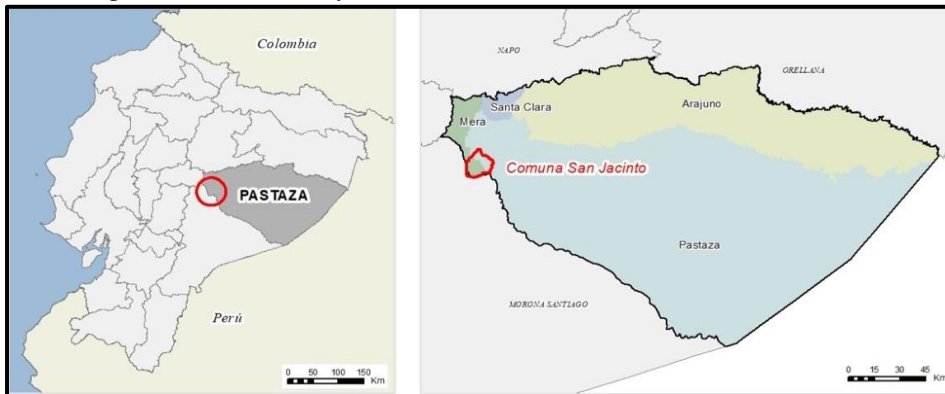 Colombia
PASTAZA
Perú
0 50 100 150
Km
NAPO
ORELLANA
Santa Clara
Arajuno
Mera
Comuna San Jacinto
Pastaza
MORONA SANTIAGO
0 15 30 45
Km